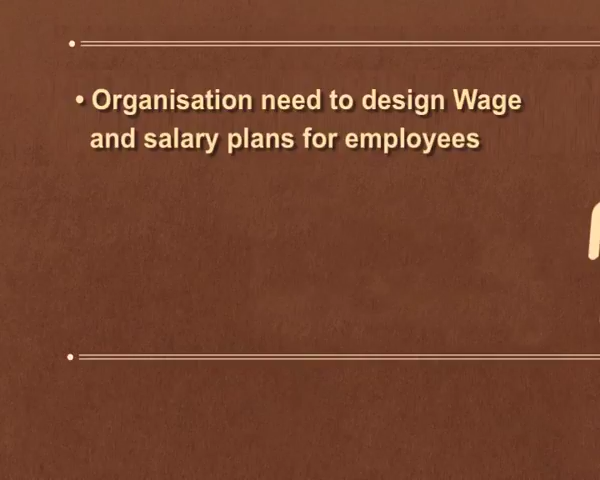 • Organisation need to design Wage
and salary plans for employees